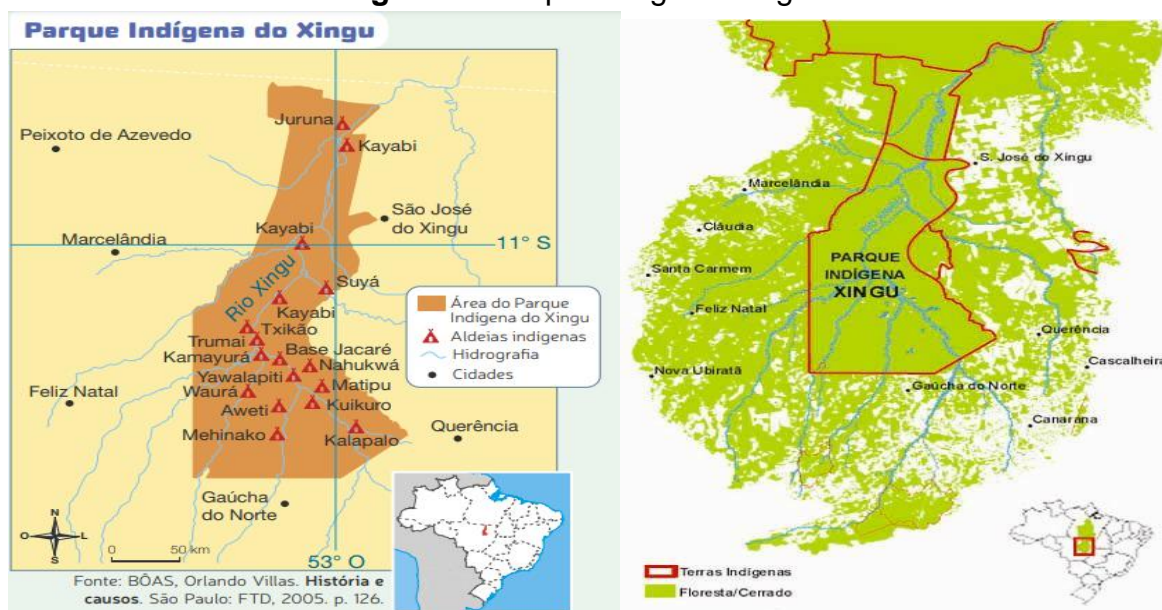 Parque Indígena do Xingu
Peixoto de Azevedo
Juruna
Kayabi
São José
do Xingu
Kayabi
Marcelândia
11° S
Rio Xingu
Suyá
Kayabi
Txikão
Trumai
Kamayurá
Base Jacaré
Nahukwá
Yawalapiti
Matipu
Waurá
Kuikuro
Aweti
Feliz Natal
Mehinako
Kalapalo
Querência
Gaúcha
do Norte
Área do Parque
Indígena do Xingu
Aldeias indígenas
Hidrografia
Cidades
N
O
L
S
0 50 km
53° O
Fonte: BÔAS, Orlando Villas. História e
causos. São Paulo: FTD, 2005. p. 126.
S. José do Xingu
Marcelândia
Cláudia
PARQUE
INDÍGENA
XINGU
Santa Carmem
Feliz Natal
Querência
Cascalheira
Nova Ubiratã
Gaúcha do Norte
Canarana
Terras Indígenas
Floresta/Cerrado